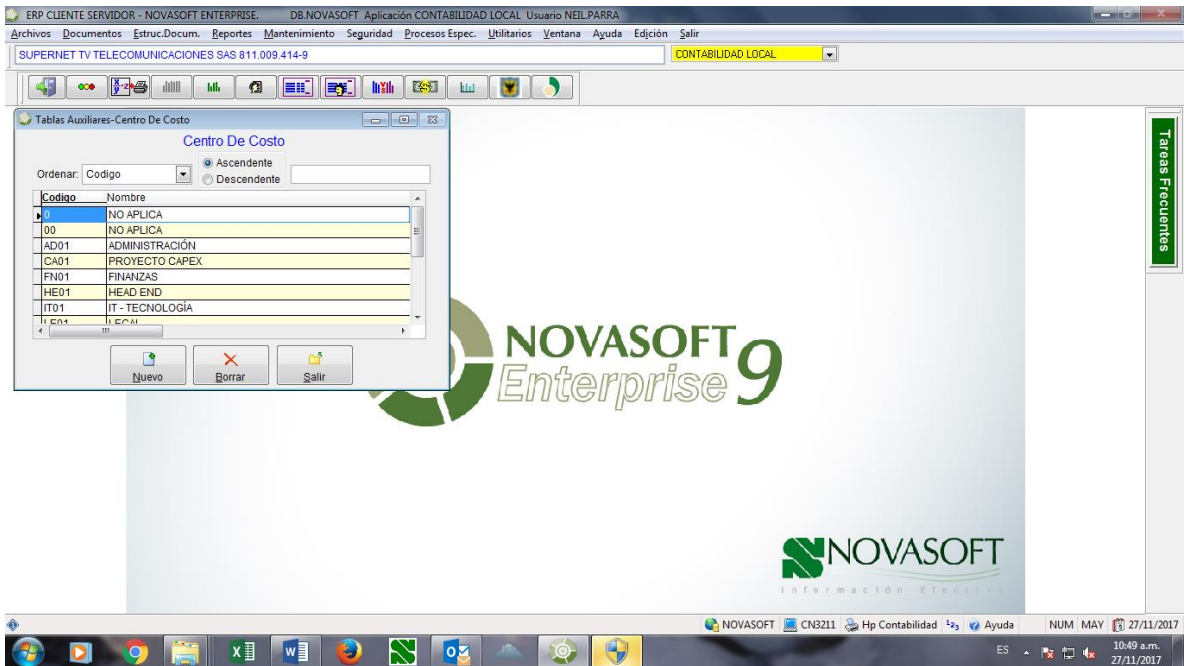 ERP CLIENTE SERVIDOR - NOVASOFT ENTERPRISE. DB.NOVASOFT Aplicación CONTABILIDAD LOCAL Usuario NEIL.PARRA
Archivos Documentos Estruc.Docum. Reportes Mantenimiento Seguridad Procesos Espec. Utilitarios Ventana Ayuda Edición Salir
SUPERNET TV TELECOMUNICACIONES SAS 811.009.414-9 CONTABILIDAD LOCAL
Tablas Auxiliares-Centro De Costo
Centro De Costo
Ordenar: Codigo
Ascendente
Descendente
Codigo Nombre
0 NO APLICA
00 NO APLICA
AD01 ADMINISTRACIÓN
CA01 PROYECTO CAPEX
FN01 FINANZAS
HE01 HEAD END
IT01 IT - TECNOLOGÍA
LE01 LEGAL
Nuevo Borrar Salir
Tareas Frecuentes
NOVASOFT
Enterprise 9
NOVASOFT
Información Efectiva
NOVASOFT CN3211 Hp Contabilidad 123 Ayuda NUM MAY 27/11/2017
ES 10:49 a.m.
27/11/2017